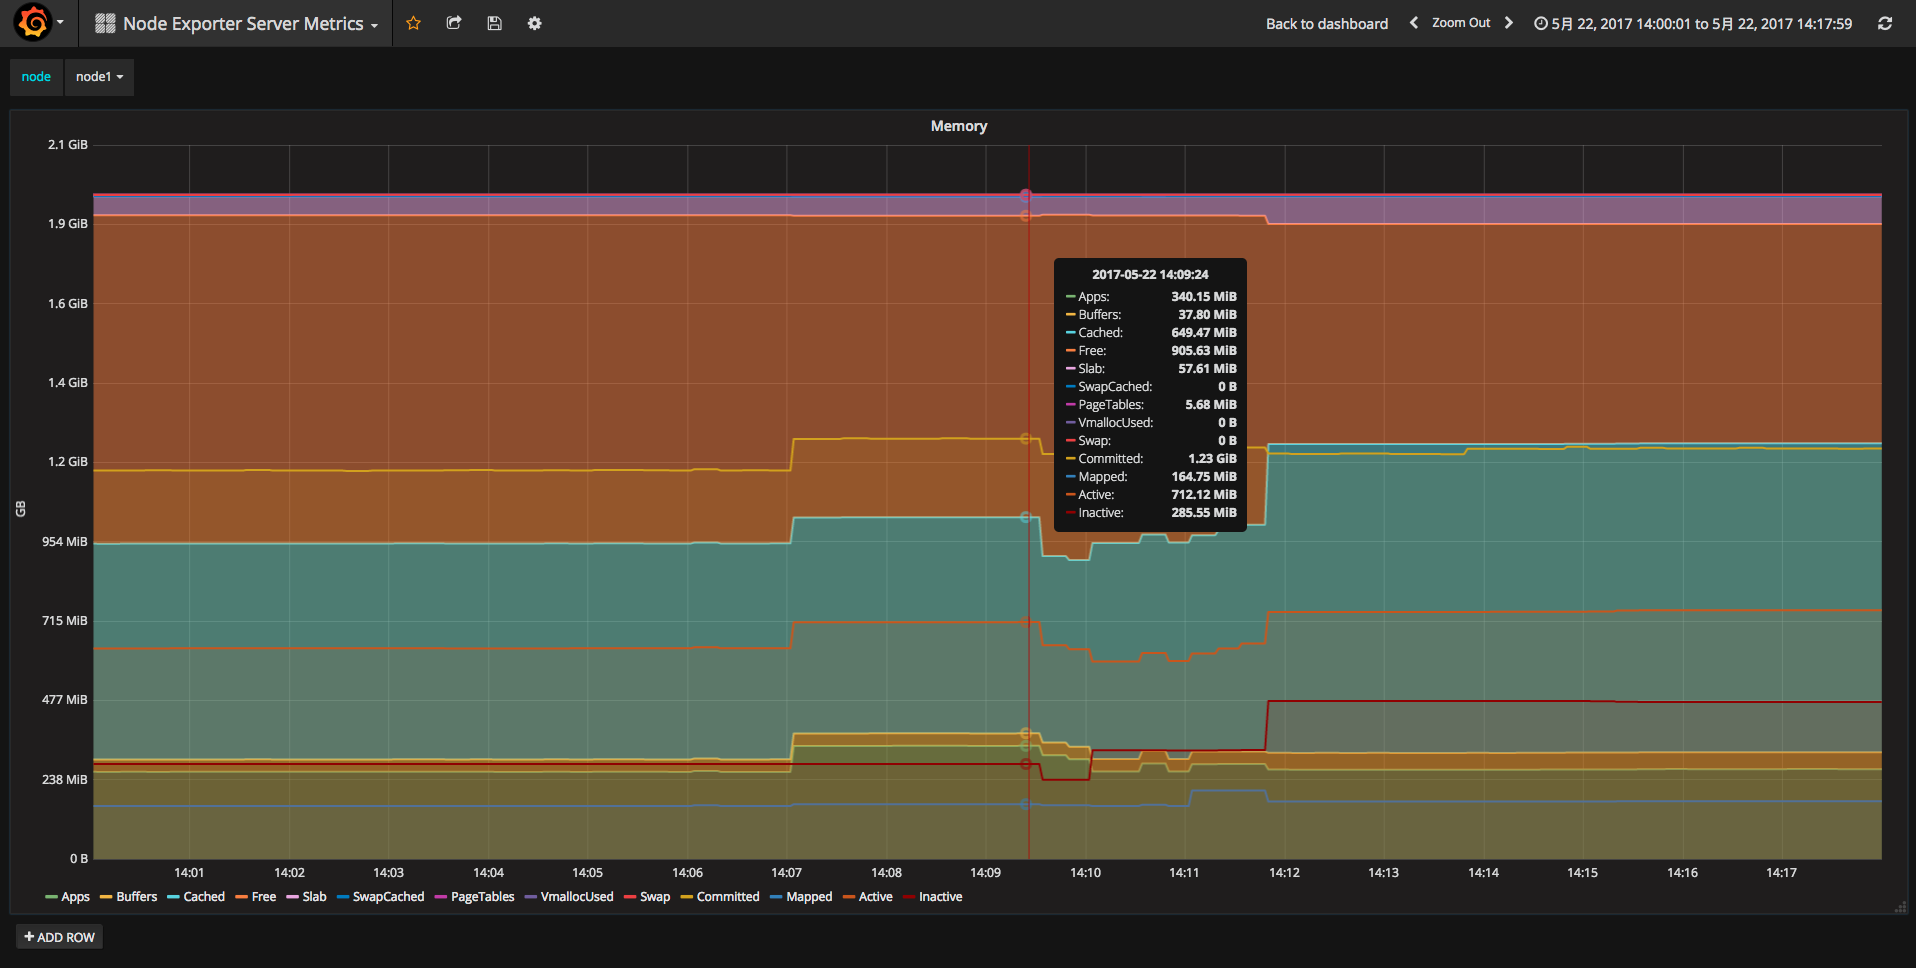 Node Exporter Server Metrics
Back to dashboard
Zoom Out
5月 22, 2017 14:00:01 to 5月 22, 2017 14:17:59
node
node1
Memory
2.1 GiB
1.9 GiB
1.6 GiB
1.4 GiB
1.2 GiB
954 MiB
715 MiB
477 MiB
238 MiB
0 B
GB
2017-05-22 14:09:24
Apps: 340.15 MiB
Buffers: 37.80 MiB
Cached: 649.47 MiB
Free: 905.63 MiB
Slab: 57.61 MiB
SwapCached: 0 B
PageTables: 5.68 MiB
VmallocUsed: 0 B
Swap: 0 B
Committed: 1.23 GiB
Mapped: 164.75 MiB
Active: 712.12 MiB
Inactive: 285.55 MiB
14:01 14:02 14:03 14:04 14:05 14:06 14:07 14:08 14:09 14:10 14:11 14:12 14:13 14:14 14:15 14:16 14:17
Apps Buffers Cached Free Slab SwapCached PageTables VmallocUsed Swap Committed Mapped Active Inactive
+ ADD ROW